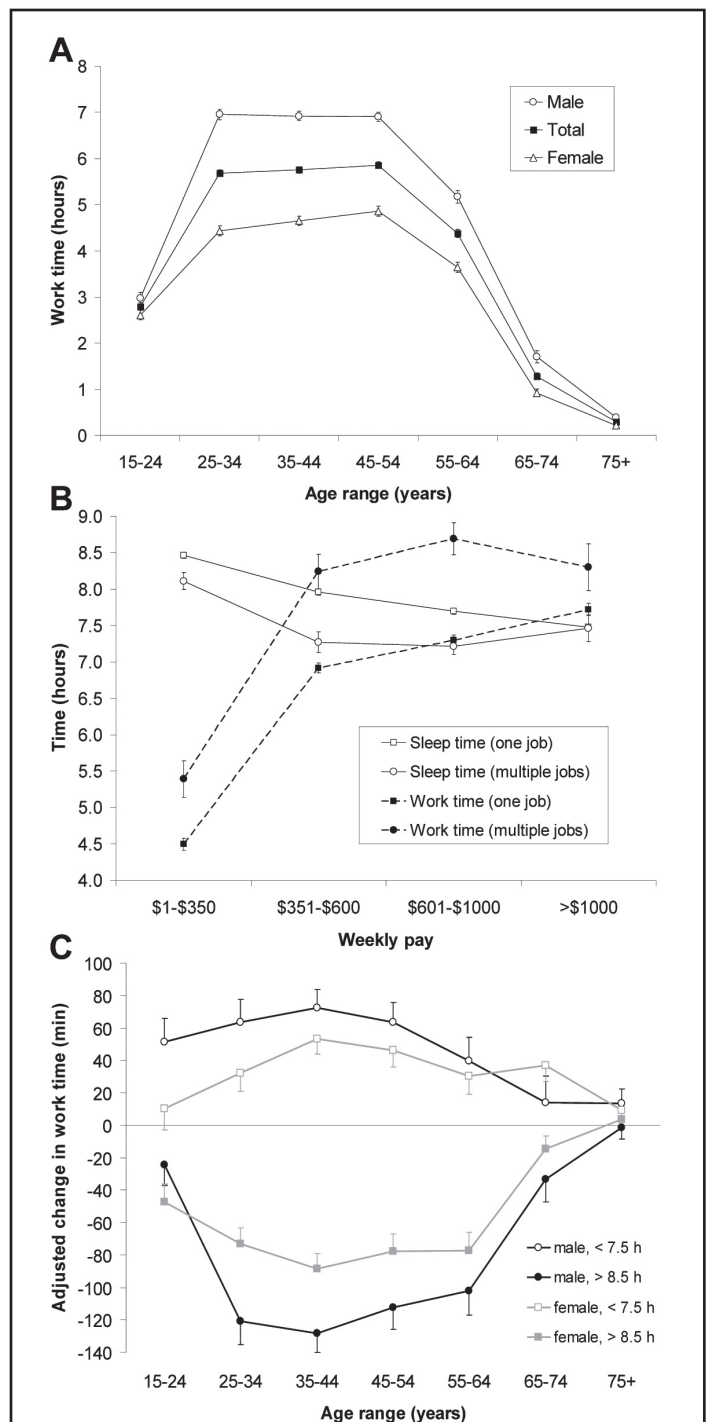 A
8
7
6
5
4
3
2
1
0
Work time (hours)
Male
Total
Female
15-24 25-34 35-44 45-54 55-64 65-74 75+
Age range (years)
B
9.0
8.5
8.0
7.5
7.0
6.5
6.0
5.5
5.0
4.5
4.0
Time (hours)
Sleep time (one job)
Sleep time (multiple jobs)
Work time (one job)
Work time (multiple jobs)
$1-$350 $351-$600 $601-$1000 >$1000
Weekly pay
C
100
80
60
40
20
0
-20
-40
-60
-80
-100
-120
-140
Adjusted change in work time (min)
male, < 7.5 h
male, > 8.5 h
female, < 7.5 h
female, > 8.5 h
15-24 25-34 35-44 45-54 55-64 65-74 75+
Age range (years)